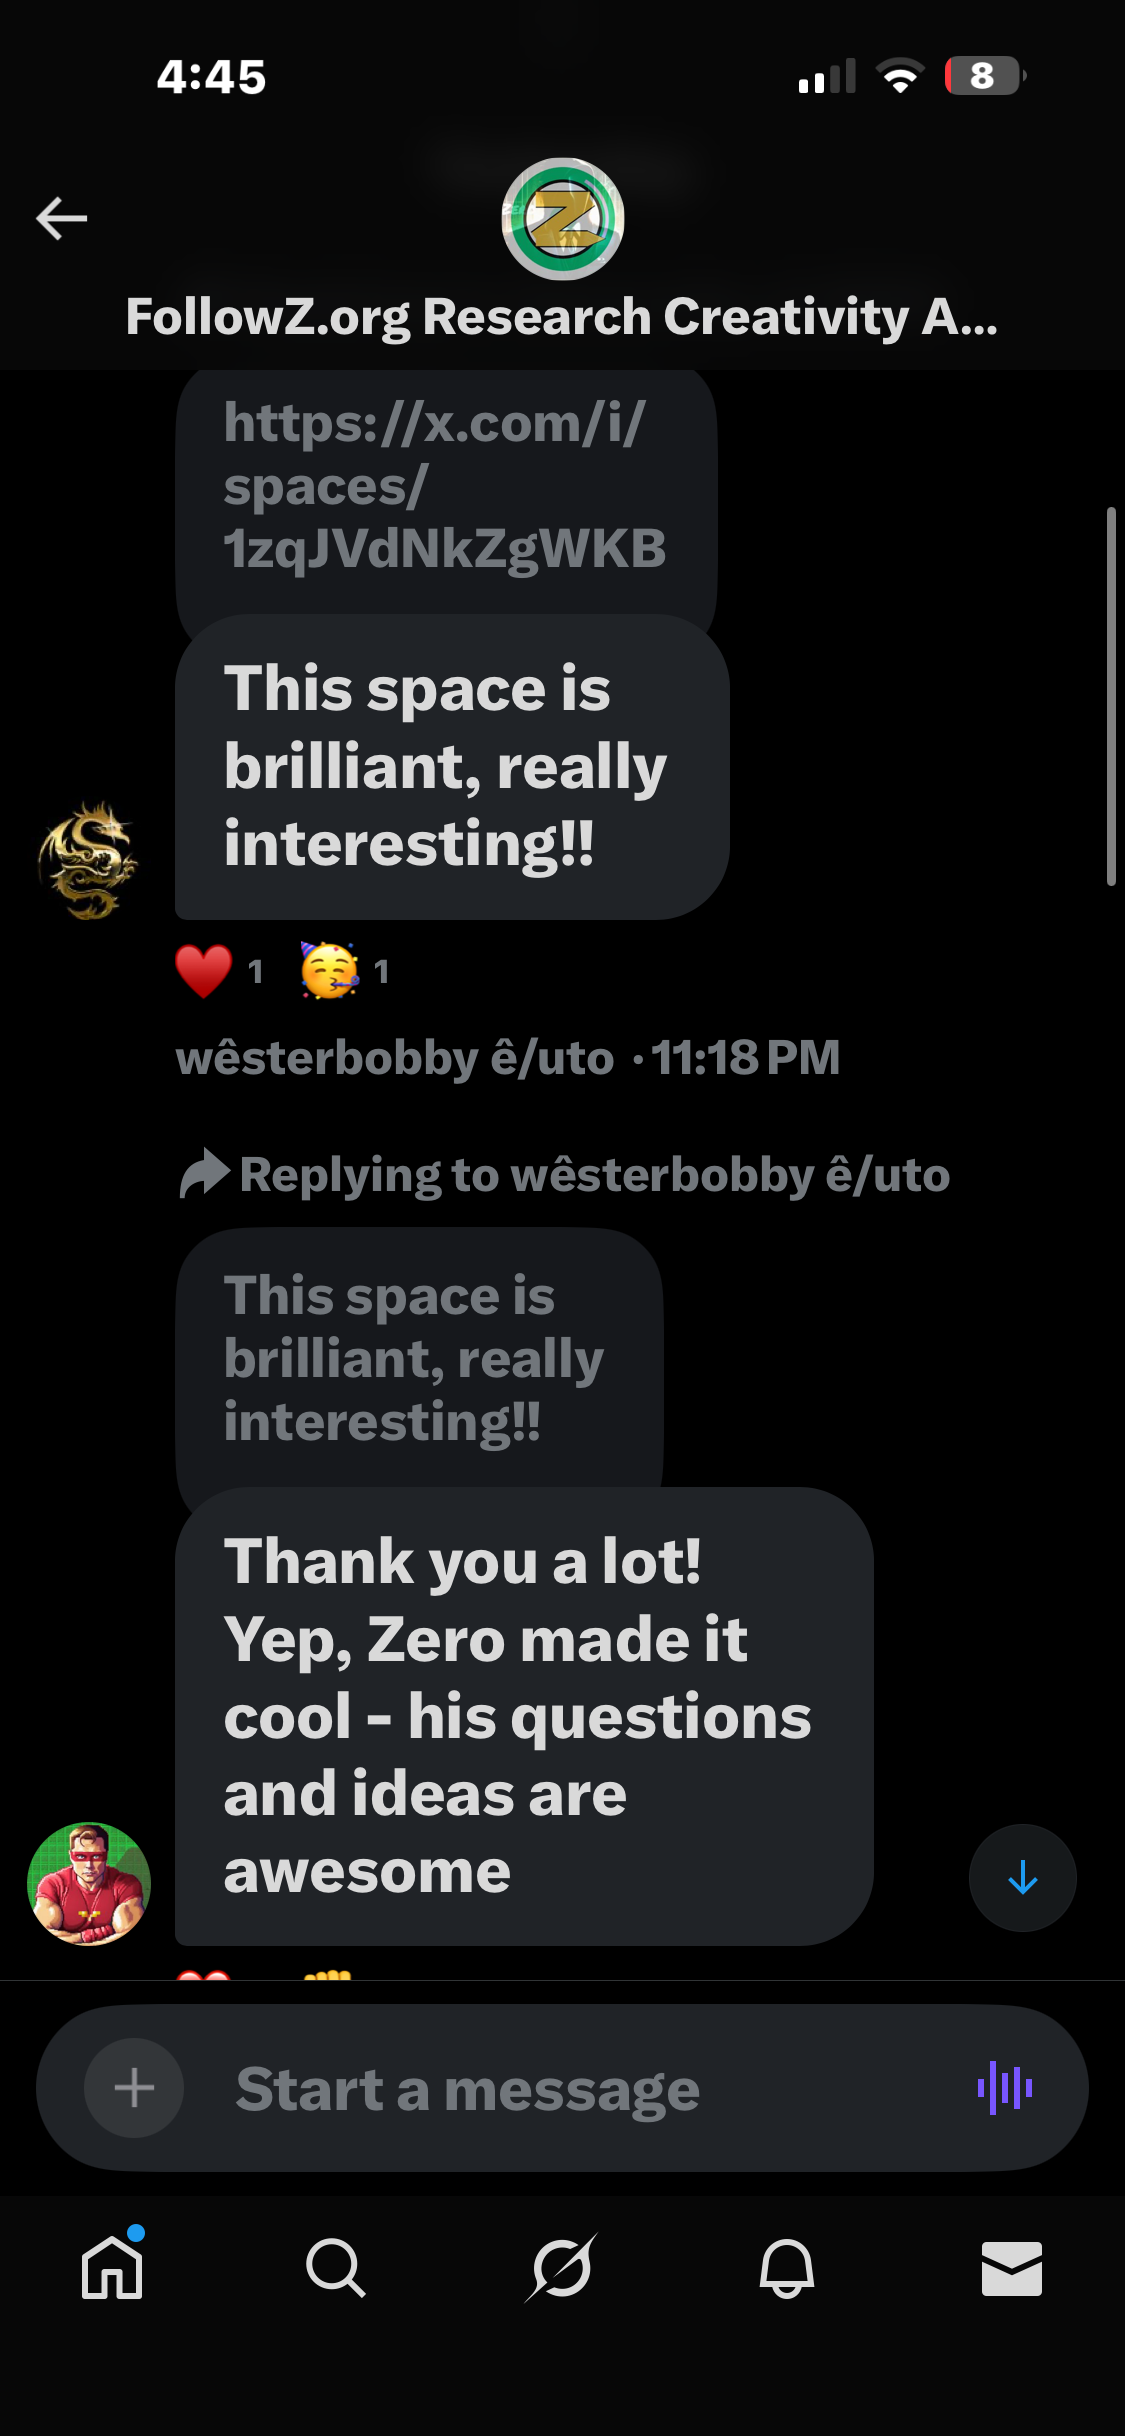 4:45
8
Z
FollowZ.org Research Creativity A...
https://x.com/i/
spaces/
1zqJVdNkZgWKB
This space is
brilliant, really
interesting!!
1 1
wêsterbobby ê/uto · 11:18 PM
Replying to wêsterbobby ê/uto
This space is
brilliant, really
interesting!!
Thank you a lot!
Yep, Zero made it
cool - his questions
and ideas are
awesome
Start a message